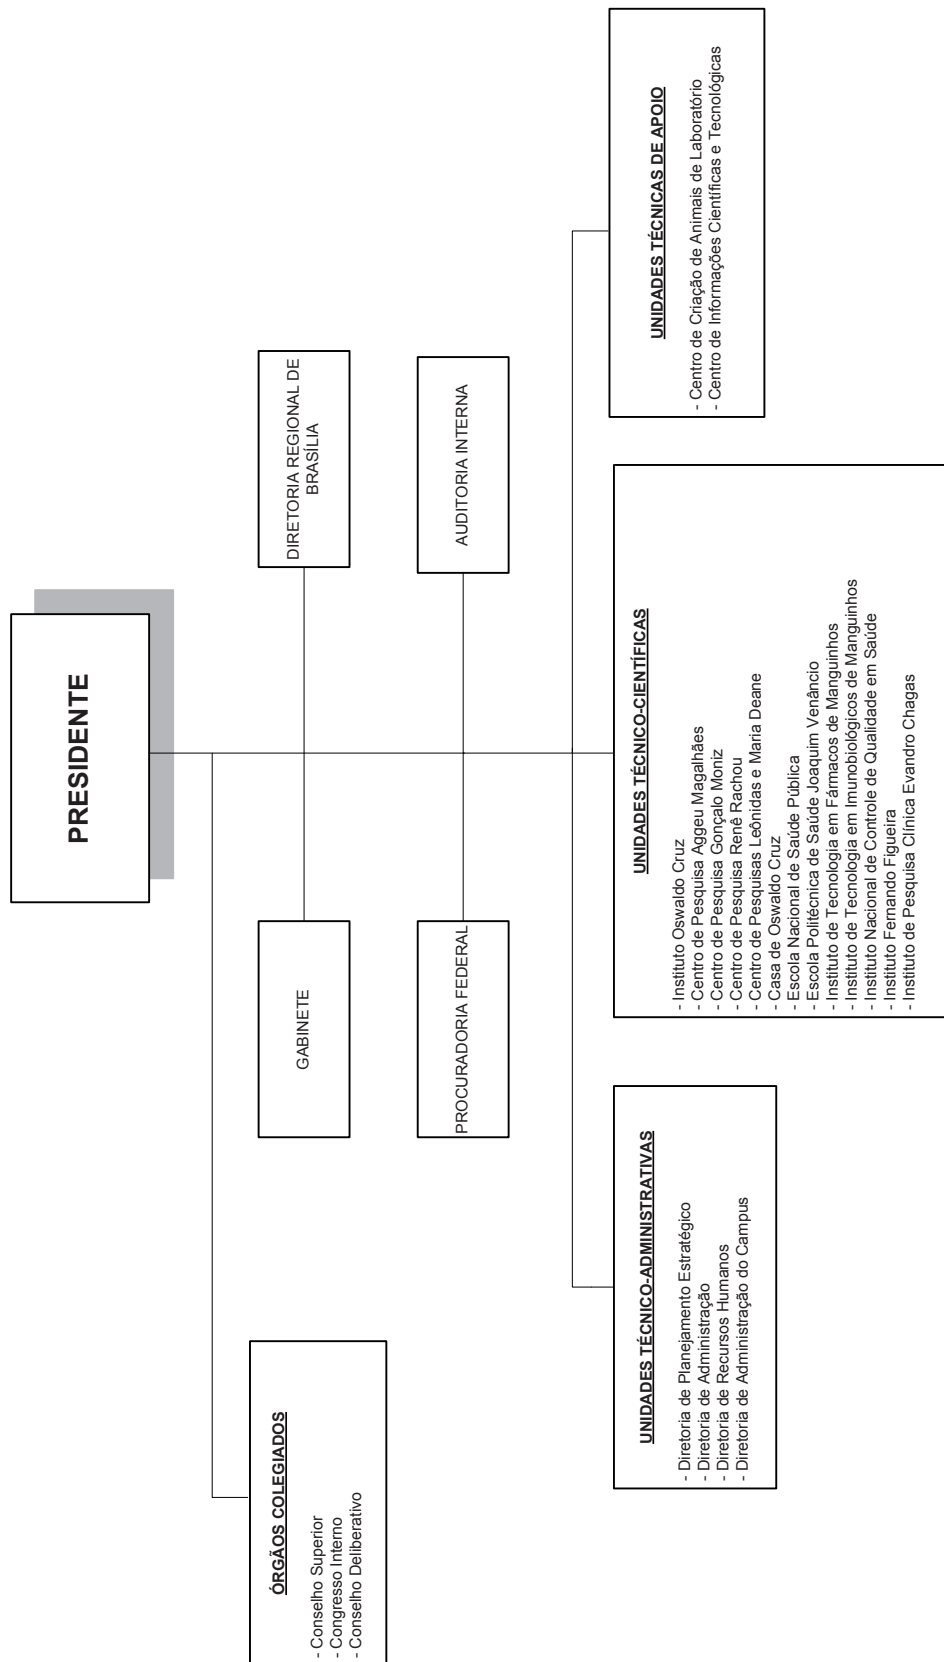 PRESIDENTE
ÓRGÃOS COLEGIADOS
- Conselho Superior
- Congresso Interno
- Conselho Deliberativo
GABINETE
DIRETORIA REGIONAL DE
BRASÍLIA
PROCURADORIA FEDERAL
AUDITORIA INTERNA
UNIDADES TÉCNICO-ADMINISTRATIVAS
- Diretoria de Planejamento Estratégico
- Diretoria de Administração
- Diretoria de Recursos Humanos
- Diretoria de Administração do Campus
UNIDADES TÉCNICO-CIENTÍFICAS
- Instituto Oswaldo Cruz
- Centro de Pesquisa Aggeu Magalhães
- Centro de Pesquisa Gonçalo Moniz
- Centro de Pesquisa Renê Rachou
- Centro de Pesquisas Leônidas e Maria Deane
- Casa de Oswaldo Cruz
- Escola Nacional de Saúde Pública
- Escola Politécnica de Saúde Joaquim Venâncio
- Instituto de Tecnologia em Fármacos de Manguinhos
- Instituto de Tecnologia em Imunobiológicos de Manguinhos
- Instituto Nacional de Controle de Qualidade em Saúde
- Instituto Fernando Figueira
- Instituto de Pesquisa Clínica Evandro Chagas
UNIDADES TÉCNICAS DE APOIO
- Centro de Criação de Animais de Laboratório
- Centro de Informações Científicas e Tecnológicas